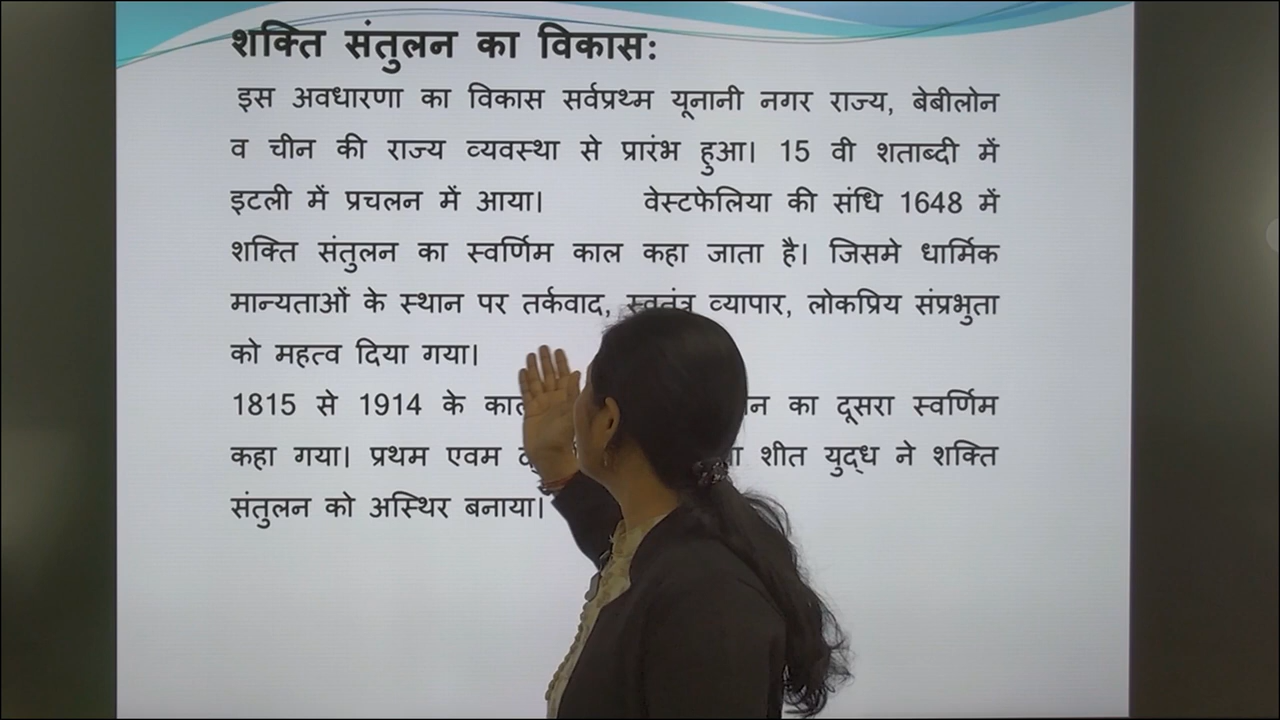 शक्ति संतुलन का विकास:
इस अवधारणा का विकास सर्वप्रथ्म यूनानी नगर राज्य, बेबीलोन
व चीन की राज्य व्यवस्था से प्रारंभ हुआ। 15 वी शताब्दी में
इटली में प्रचलन में आया। वेस्टफेलिया की संधि 1648 में
शक्ति संतुलन का स्वर्णिम काल कहा जाता है। जिसमे धार्मिक
मान्यताओं के स्थान पर तर्कवाद, स्वतंत्र व्यापार, लोकप्रिय संप्रभुता
को महत्व दिया गया।
1815 से 1914 के का दूसरा स्वर्णिम
कहा गया। प्रथम एवम शीत युद्ध ने शक्ति
संतुलन को अस्थिर बनाया।